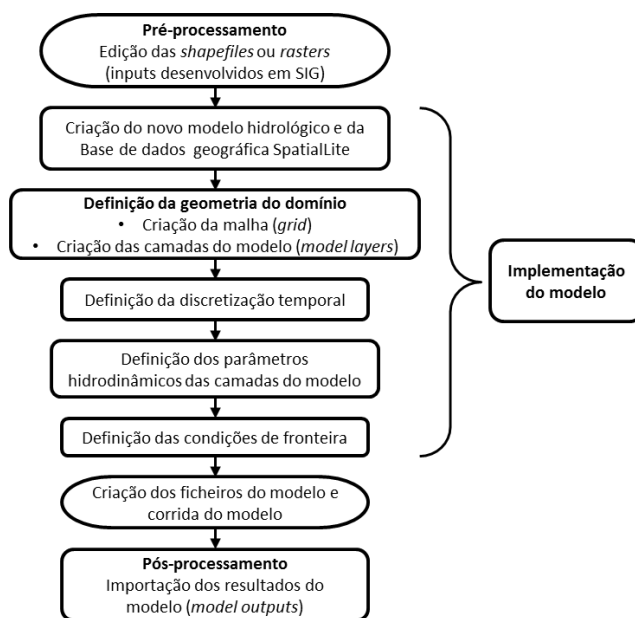 Pré-processamento
Edição das shapefiles ou rasters
(inputs desenvolvidos em SIG)
Criação do novo modelo hidrológico e da
Base de dados geográfica SpatialLite
Definição da geometria do domínio
• Criação da malha (grid)
• Criação das camadas do modelo (model layers)
Definição da discretização temporal
Definição dos parâmetros
hidrodinâmicos das camadas do modelo
Definição das condições de fronteira
Implementação
do modelo
Criação dos ficheiros do modelo e
corrida do modelo
Pós-processamento
Importação dos resultados do
modelo (model outputs)